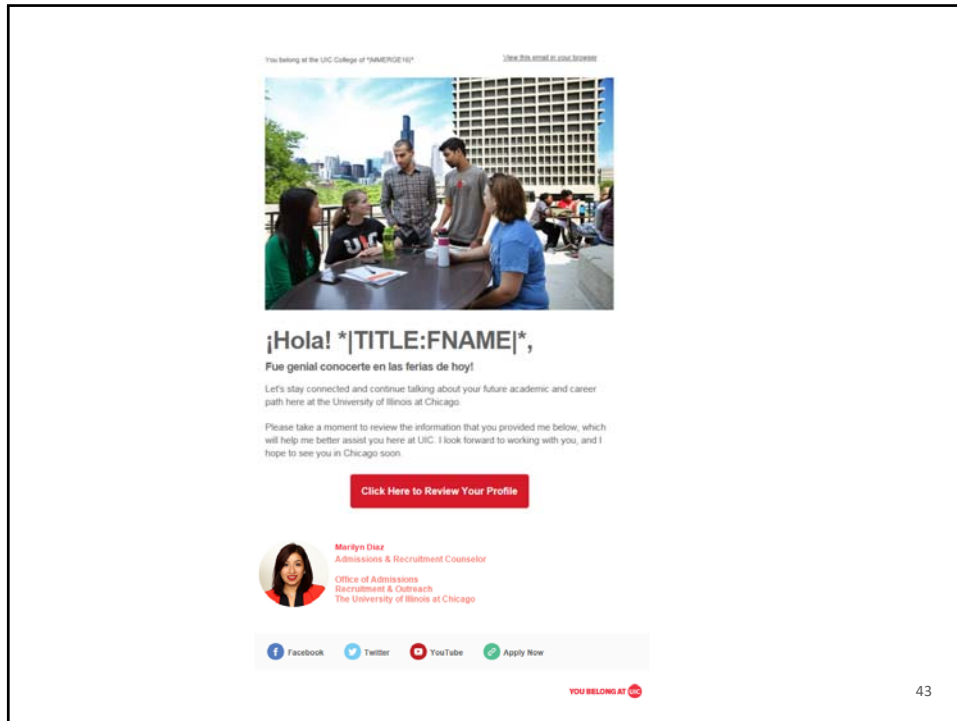 You belong at the UIC College of *|MMERGE16|*
View this email in your browser
UIC
¡Hola! *|TITLE:FNAME|*,
Fue genial conocerte en las ferias de hoy!
Let's stay connected and continue talking about your future academic and career
path here at the University of Illinois at Chicago.
Please take a moment to review the information that you provided me below, which
will help me better assist you here at UIC. I look forward to working with you, and I
hope to see you in Chicago soon.
Click Here to Review Your Profile
Marilyn Diaz
Admissions & Recruitment Counselor
Office of Admissions
Recruitment & Outreach
The University of Illinois at Chicago
Facebook
Twitter
YouTube
Apply Now
YOU BELONG AT UIC
43